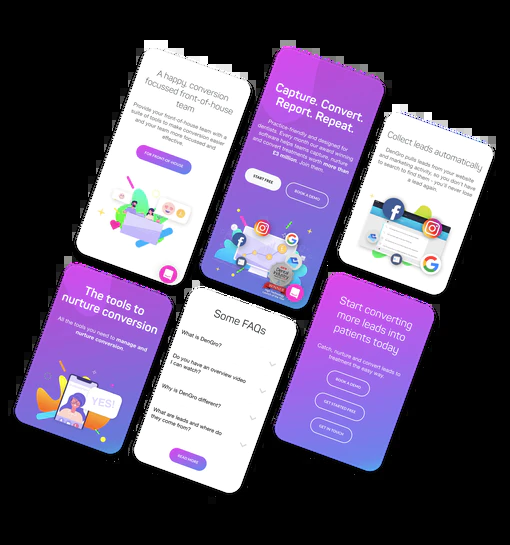 A happy, conversion
focussed front-of-house
team
Provide your front-of-house team with a
suite of tools to make conversion easier
and your team more focussed and
effective.
FOR FRONT OF HOUSE
Capture. Convert.
Report. Repeat.
Practice-friendly and designed for
dentists. Every month our award winning
software helps teams capture, nurture
and convert treatments worth more than
£3 million. Join them.
START FREE
BOOK A DEMO
Collect leads automatically
DenGro pulls leads from your website
and marketing activity, so you don't have
to search to find them - you'll never lose
a lead again.
The tools to
nurture conversion
All the tools you need to manage and
nurture conversion.
YES!
Some FAQs
What is DenGro?
Do you have an overview video
I can watch?
Why is DenGro different?
What are leads and where do
they come from?
READ MORE
Start converting
more leads into
patients today
Catch, nurture and convert leads to
treatment the easy way.
BOOK A DEMO
GET STARTED FREE
GET IN TOUCH